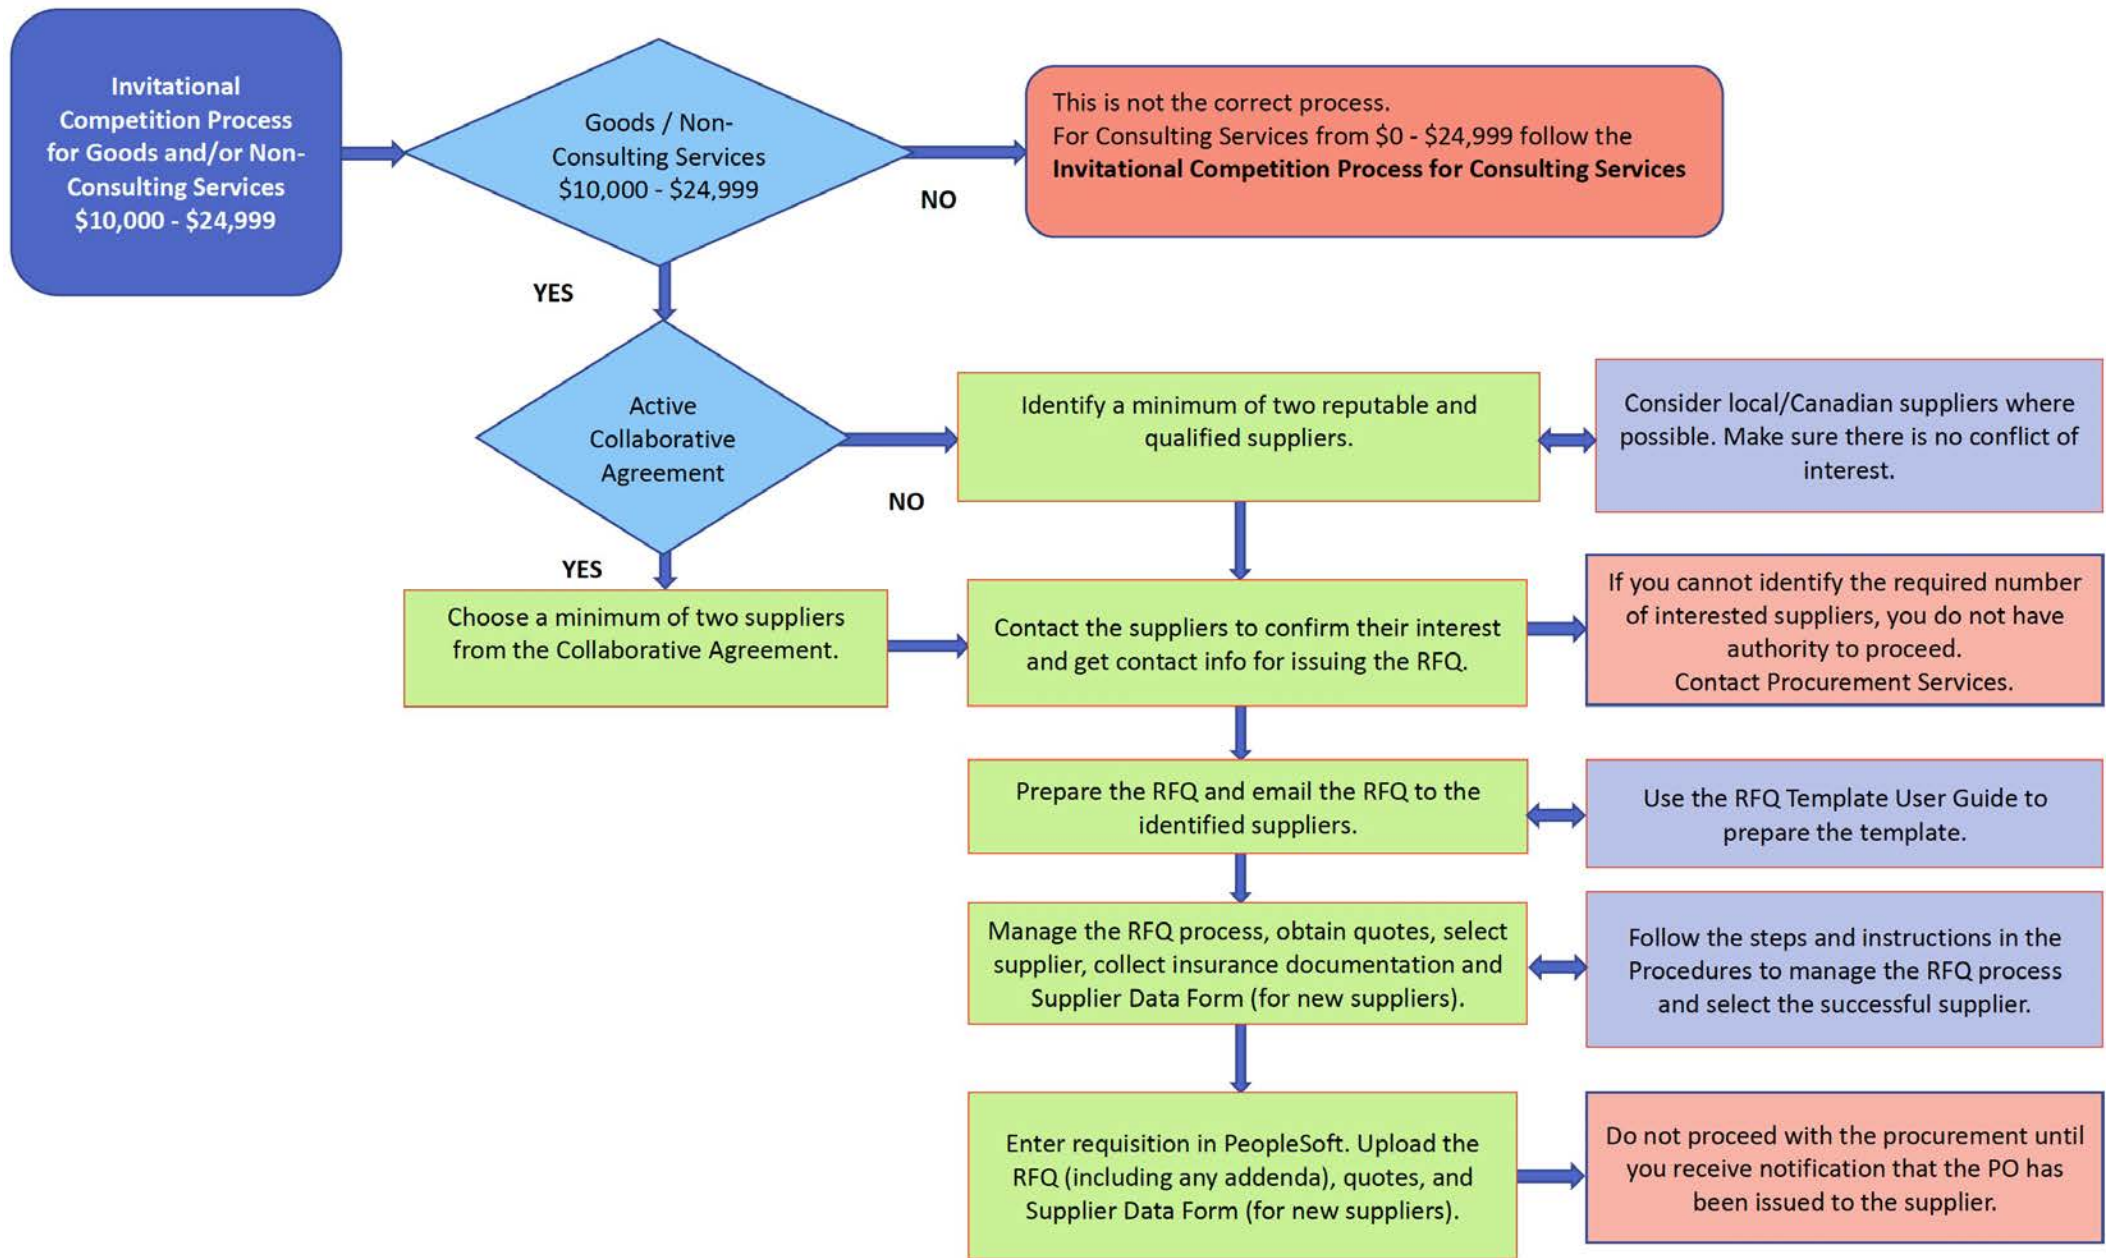 Invitational
Competition Process
for Goods and/or Non-
Consulting Services
$10,000 - $24,999
Goods / Non-
Consulting Services
$10,000 - $24,999
NO
This is not the correct process.
For Consulting Services from $0 - $24,999 follow the
Invitational Competition Process for Consulting Services
YES
Active
Collaborative
Agreement
NO
Identify a minimum of two reputable and
qualified suppliers.
Consider local/Canadian suppliers where
possible. Make sure there is no conflict of
interest.
YES
Choose a minimum of two suppliers
from the Collaborative Agreement.
Contact the suppliers to confirm their interest
and get contact info for issuing the RFQ.
If you cannot identify the required number
of interested suppliers, you do not have
authority to proceed.
Contact Procurement Services.
Prepare the RFQ and email the RFQ to the
identified suppliers.
Use the RFQ Template User Guide to
prepare the template.
Manage the RFQ process, obtain quotes, select
supplier, collect insurance documentation and
Supplier Data Form (for new suppliers).
Follow the steps and instructions in the
Procedures to manage the RFQ process
and select the successful supplier.
Enter requisition in PeopleSoft. Upload the
RFQ (including any addenda), quotes, and
Supplier Data Form (for new suppliers).
Do not proceed with the procurement until
you receive notification that the PO has
been issued to the supplier.